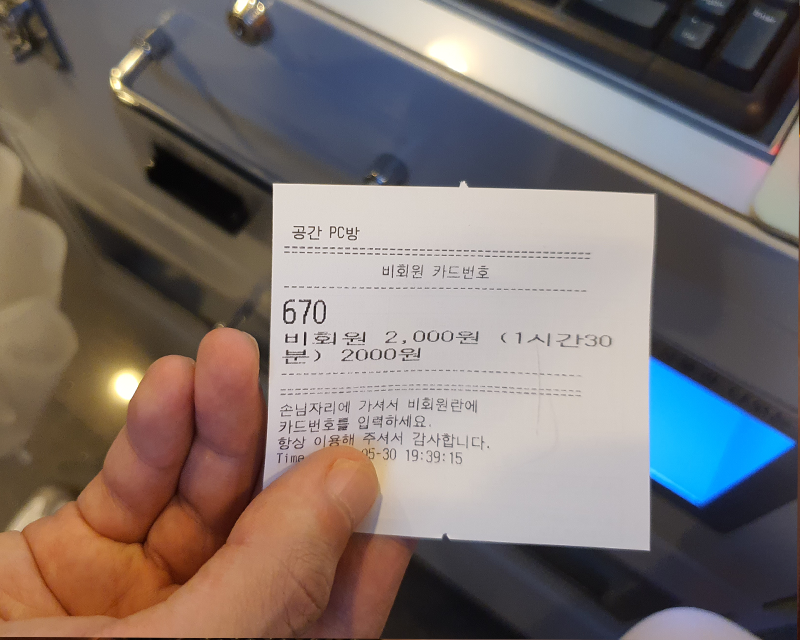 공간 PC방
비회원 카드번호
670
비회원 2,000원 (1시간30
분) 2000원
손님자리에 가셔서 비회원란에
카드번호를 입력하세요.
항상 이용해 주셔서 감사합니다.
Time 05-30 19:39:15